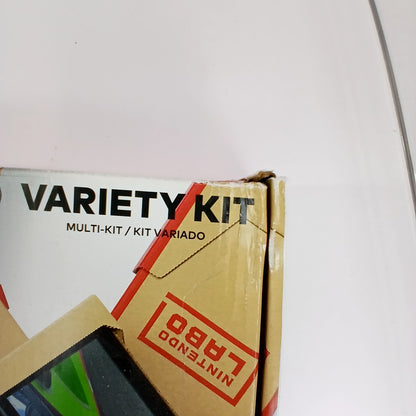 VARIETY KIT
MULTI-KIT / KIT VARIADO
NINTENDO
LABO